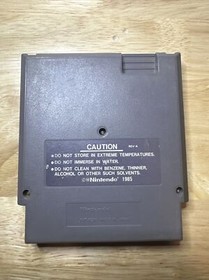 CAUTION
REV-A
•DO NOT STORE IN EXTREME TEMPERATURES.
•DO NOT IMMERSE IN WATER.
•DO NOT CLEAN WITH BENZENE, THINNER,
ALCOHOL OR OTHER SUCH SOLVENTS.
©Nintendo 1985